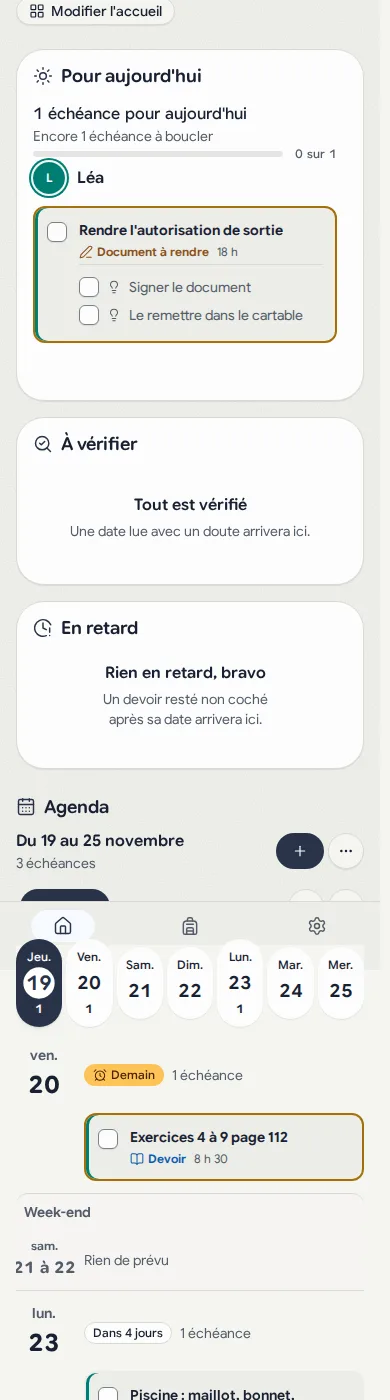 Modifier l'accueil
Pour aujourd'hui
1 échéance pour aujourd'hui
Encore 1 échéance à boucler
0 sur 1
L
Léa
Rendre l'autorisation de sortie
Document à rendre 18 h
Signer le document
Le remettre dans le cartable
À vérifier
Tout est vérifié
Une date lue avec un doute arrivera ici.
En retard
Rien en retard, bravo
Un devoir resté non coché
après sa date arrivera ici.
Agenda
Du 19 au 25 novembre
3 échéances
Jeu. Ven. Sam. Dim. Lun. Mar. Mer.
19 20 21 22 23 24 25
1 1 1
ven.
20
Demain 1 échéance
Exercices 4 à 9 page 112
Devoir 8 h 30
Week-end
sam.
21 à 22
Rien de prévu
lun.
23
Dans 4 jours 1 échéance
Piscine : maillot, bonnet,